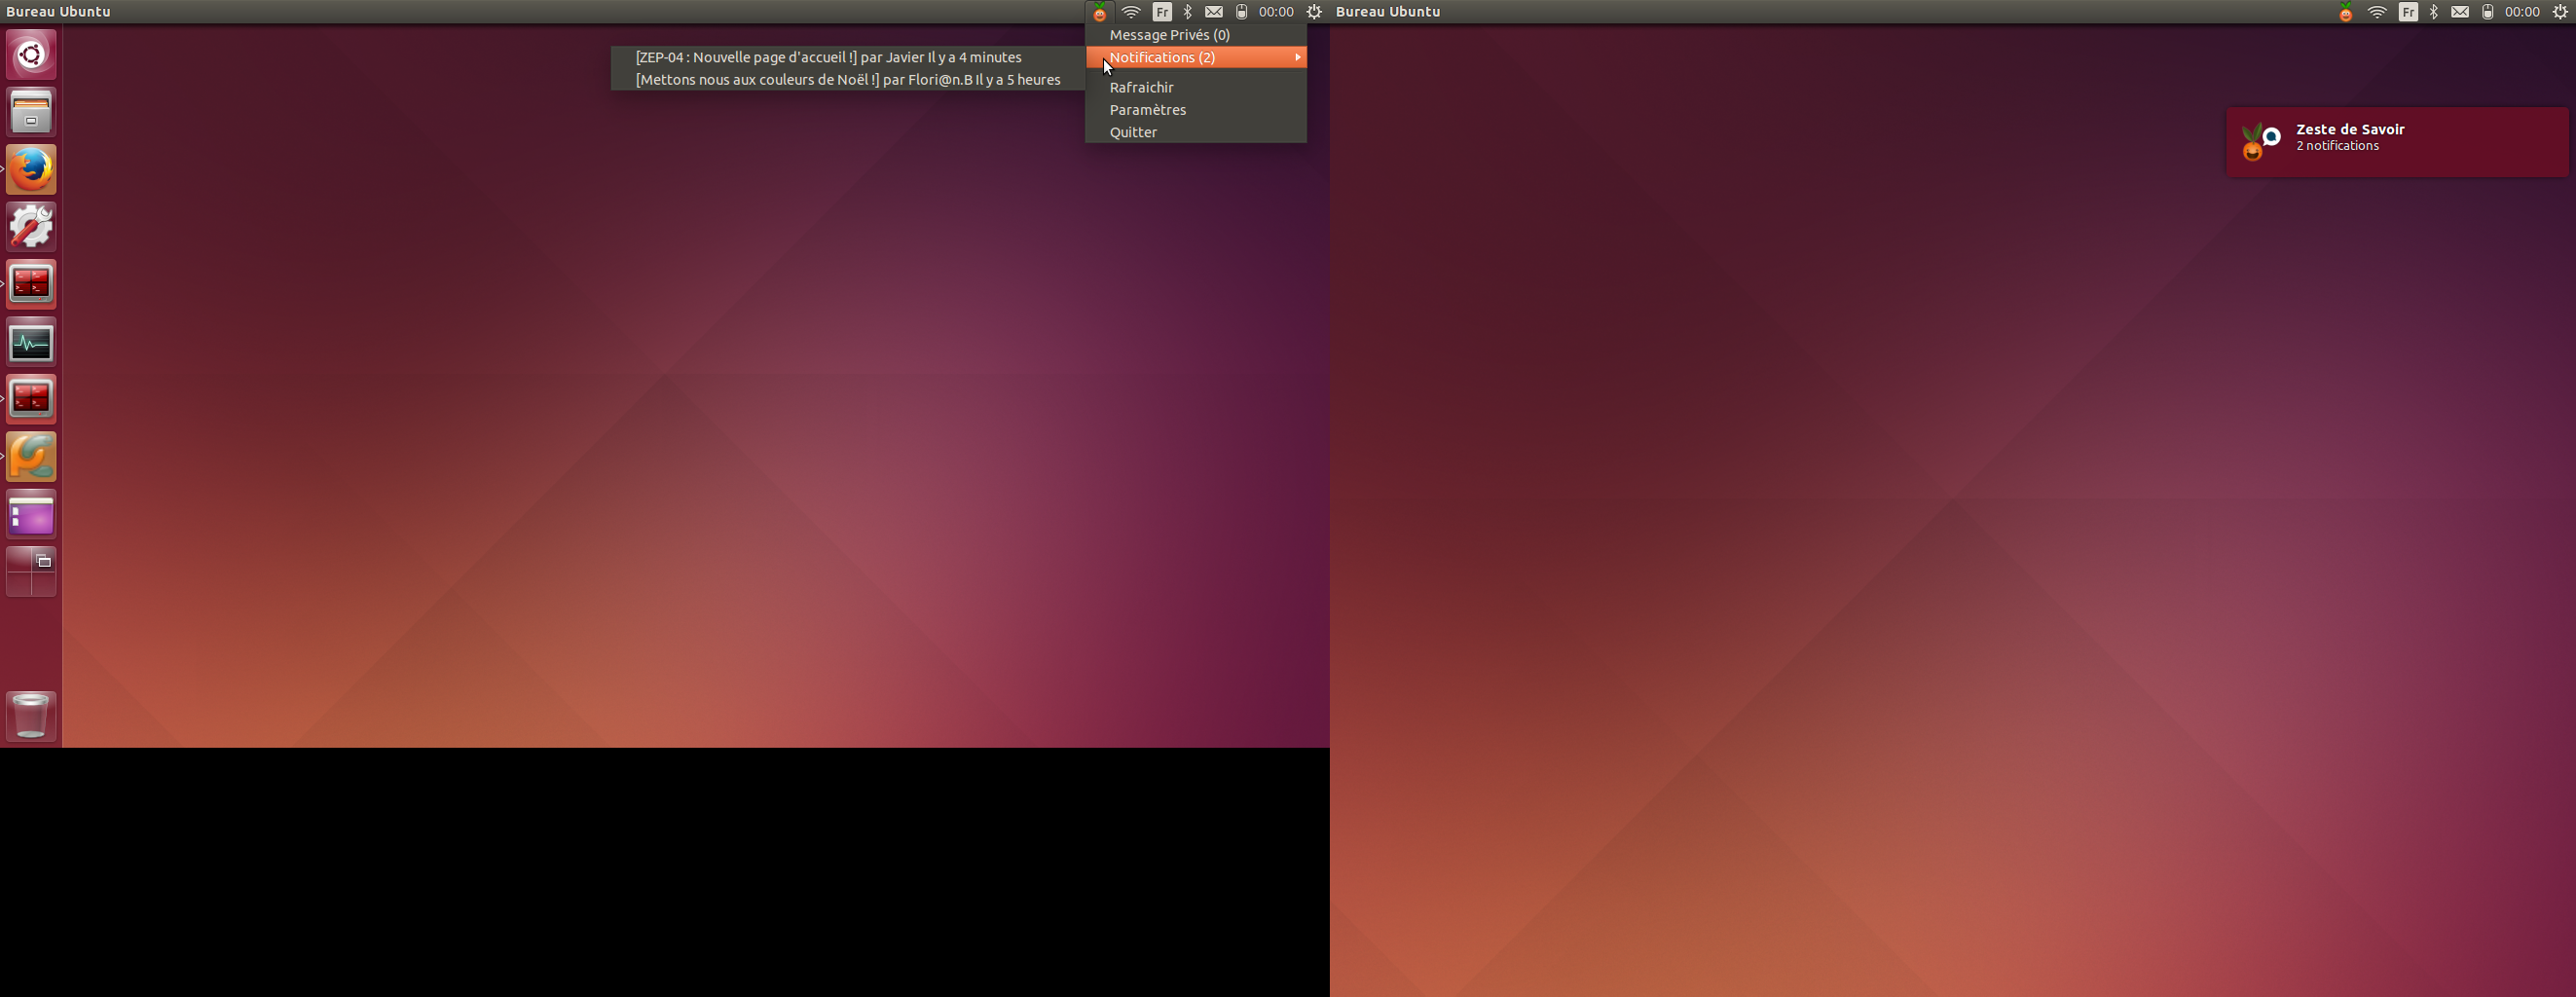 Bureau Ubuntu
Fr
00:00
Bureau Ubuntu
Fr
00:00
Message Privés (0)
Notifications (2)
[ZEP-04 : Nouvelle page d'accueil !] par Javier Il y a 4 minutes
[Mettons nous aux couleurs de Noël !] par Flori@n.B Il y a 5 heures
Rafraichir
Paramètres
Quitter
Zeste de Savoir
2 notifications